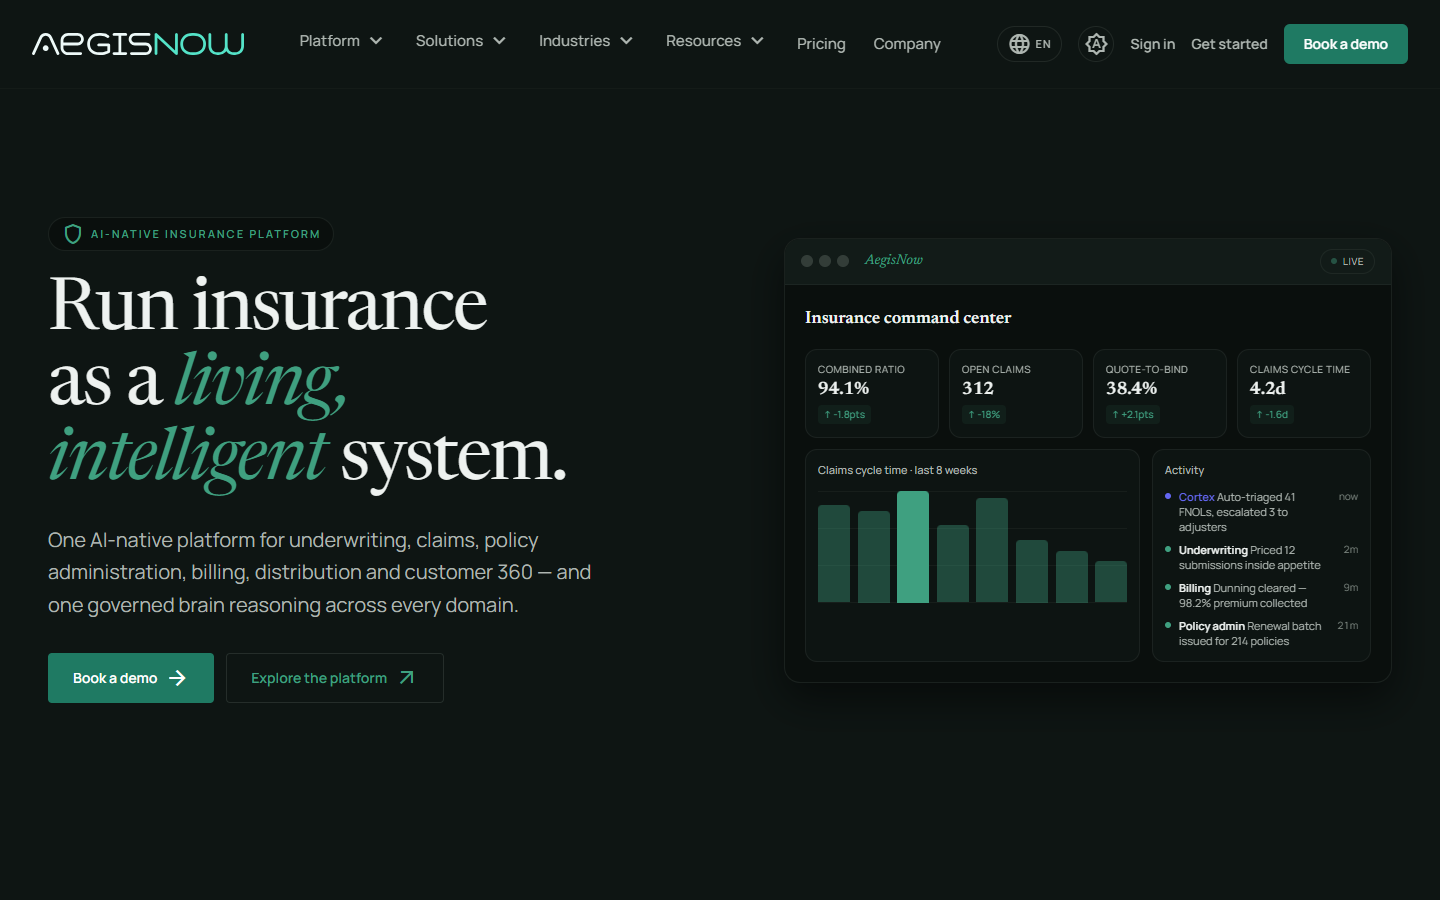 AEGISNOW
Platform
Solutions
Industries
Resources
Pricing
Company
EN
A
Sign in
Get started
Book a demo
AI-NATIVE INSURANCE PLATFORM
Run insurance
as a living,
intelligent system.
One AI-native platform for underwriting, claims, policy
administration, billing, distribution and customer 360 — and
one governed brain reasoning across every domain.
Book a demo
Explore the platform
AegisNow
LIVE
Insurance command center
COMBINED RATIO
94.1%
↑ -1.8pts
OPEN CLAIMS
312
↑ -18%
QUOTE-TO-BIND
38.4%
↑ +2.1pts
CLAIMS CYCLE TIME
4.2d
↑ -1.6d
Claims cycle time · last 8 weeks
Activity
Cortex Auto-triaged 41 now
FNOLs, escalated 3 to
adjusters
Underwriting Priced 12 2m
submissions inside appetite
Billing Dunning cleared — 9m
98.2% premium collected
Policy admin Renewal batch 21m
issued for 214 policies